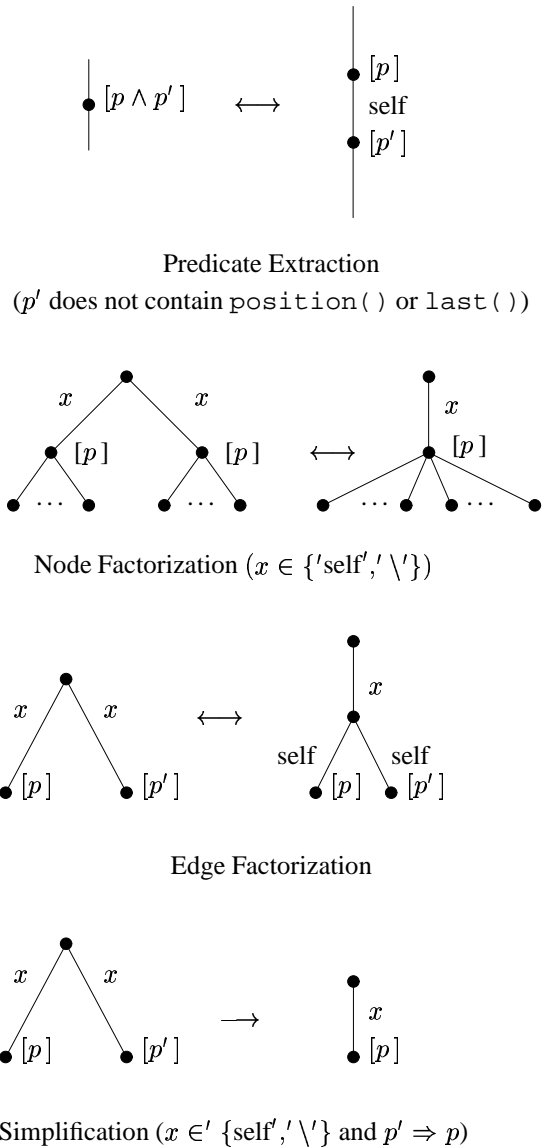 [p ∧ p′] ⟷ [p]
self
[p′]
Predicate Extraction
(p′ does not contain position() or last())
x x x
[p] [p] ⟷ [p]
... ... ... ...
Node Factorization (x ∈ {′self′,′ \′})
x x ⟷ x
self self
[p] [p′] [p] [p′]
Edge Factorization
x x ⟶ x
[p] [p′] [p]
Simplification (x ∈′ {self′,′ \′} and p′ ⇒ p)